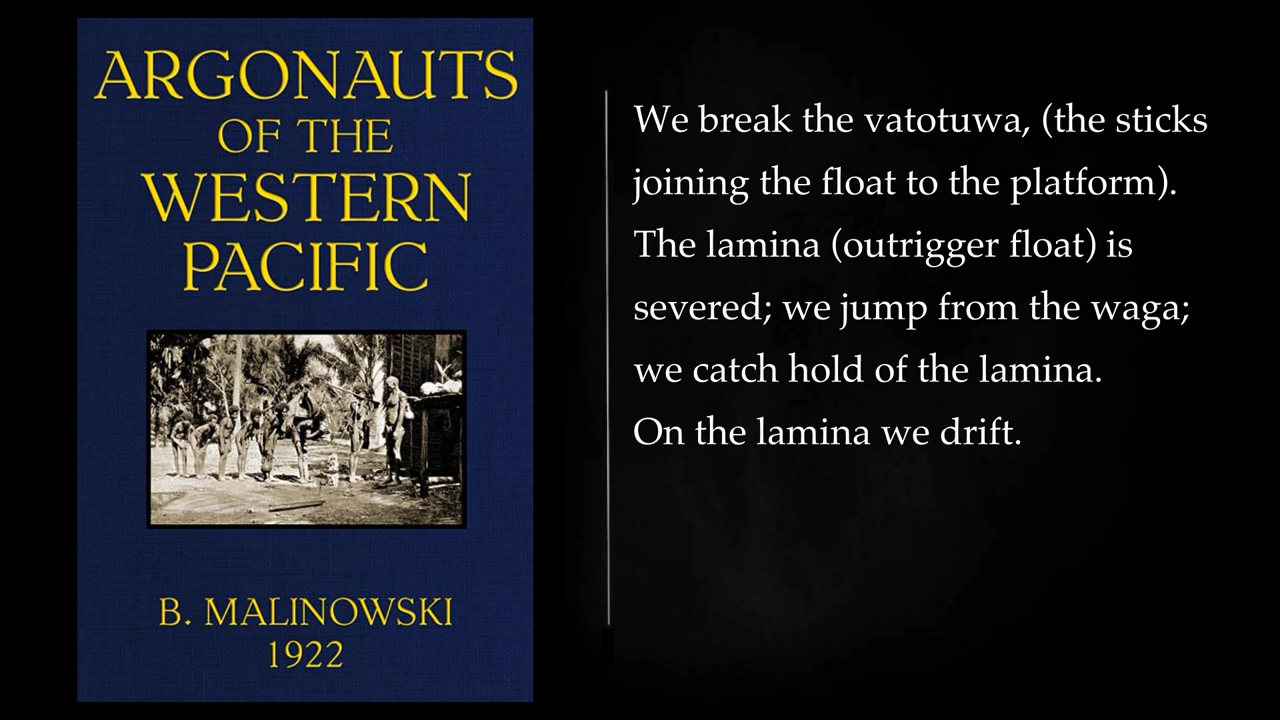 ARGONAUTS
OF THE
WESTERN
PACIFIC
B. MALINOWSKI
1922
We break the vatotuwa, (the sticks
joining the float to the platform).
The lamina (outrigger float) is
severed; we jump from the waga;
we catch hold of the lamina.
On the lamina we drift.